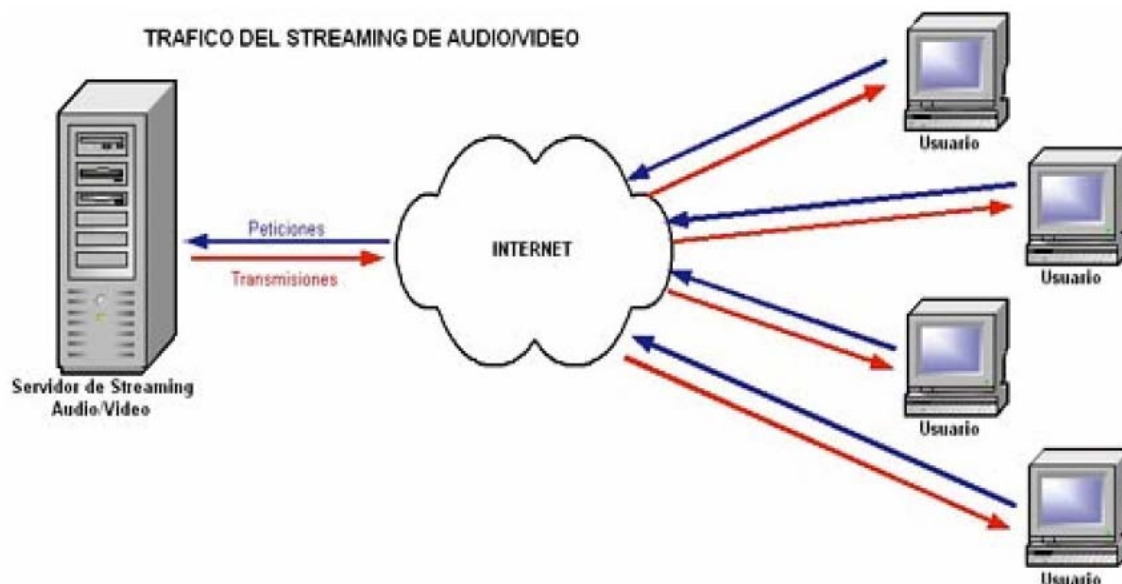 TRAFICO DEL STREAMING DE AUDIO/VIDEO
Usuario
Usuario
Peticiones
INTERNET
Transmisiones
Servidor de Streaming
Audio/Video
Usuario
Usuario